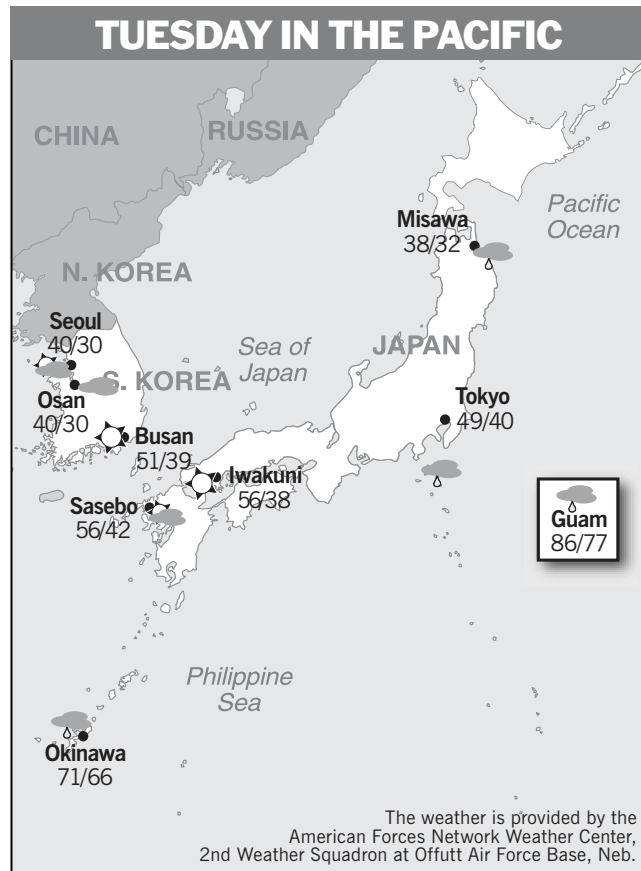 TUESDAY IN THE PACIFIC
CHINA
RUSSIA
Pacific
Ocean
Misawa
38/32
N. KOREA
Seoul
40/30
Sea of
Japan
JAPAN
S. KOREA
Osan
40/30
Tokyo
49/40
Busan
51/39
Iwakuni
56/38
Sasebo
56/42
Guam
86/77
Philippine
Sea
Okinawa
71/66
The weather is provided by the
American Forces Network Weather Center,
2nd Weather Squadron at Offutt Air Force Base, Neb.